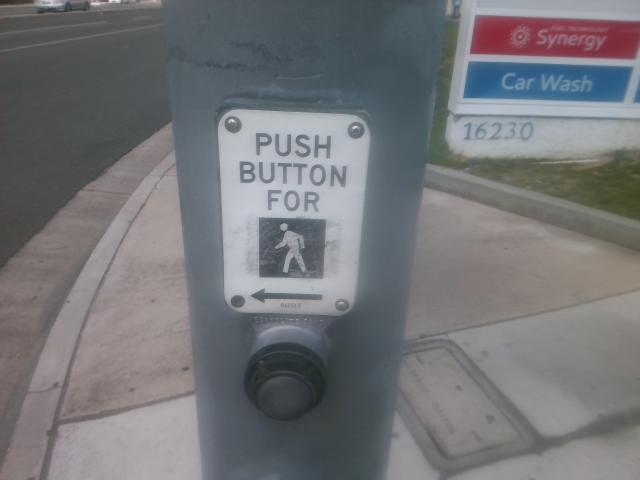 PUSH
BUTTON
FOR
Synergy
Car Wash
16230